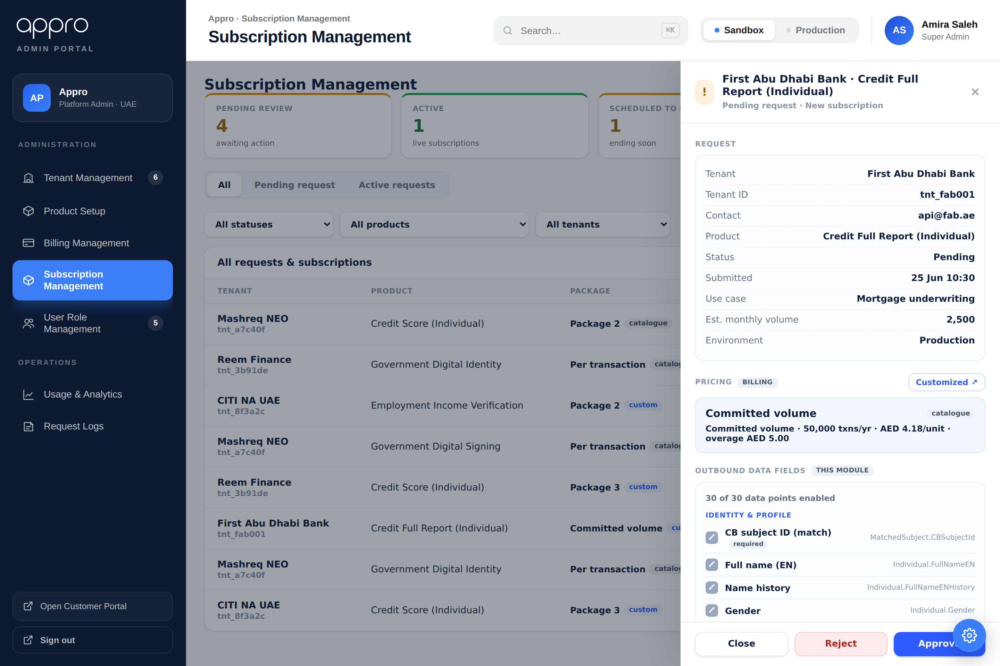 appro
ADMIN PORTAL
AP
Appro
Platform Admin · UAE
ADMINISTRATION
Tenant Management
6
Product Setup
Billing Management
Subscription
Management
User Role
Management
5
OPERATIONS
Usage & Analytics
Request Logs
Open Customer Portal
Sign out
Appro · Subscription Management
Subscription Management
Search…
⌘K
Sandbox
Production
AS
Amira Saleh
Super Admin
Subscription Management
PENDING REVIEW
4
awaiting action
ACTIVE
1
live subscriptions
SCHEDULED TO
1
ending soon
All
Pending request
Active requests
All statuses
All products
All tenants
All requests & subscriptions
TENANT PRODUCT PACKAGE
Mashreq NEO
tnt_a7c40f
Credit Score (Individual)
Package 2 catalogue
Reem Finance
tnt_3b91de
Government Digital Identity
Per transaction catalog
CITI NA UAE
tnt_8f3a2c
Employment Income Verification
Package 2 custom
Mashreq NEO
tnt_a7c40f
Government Digital Signing
Per transaction catalog
Reem Finance
tnt_3b91de
Credit Score (Individual)
Package 3 custom
First Abu Dhabi Bank
tnt_fab001
Credit Full Report (Individual)
Committed volume cu
Mashreq NEO
tnt_a7c40f
Government Digital Identity
Per transaction catalog
CITI NA UAE
tnt_8f3a2c
Credit Score (Individual)
Package 3 custom
!
First Abu Dhabi Bank · Credit Full
Report (Individual)
Pending request · New subscription
✕
REQUEST
Tenant First Abu Dhabi Bank
Tenant ID tnt_fab001
Contact api@fab.ae
Product Credit Full Report (Individual)
Status Pending
Submitted 25 Jun 10:30
Use case Mortgage underwriting
Est. monthly volume 2,500
Environment Production
PRICING BILLING
Customized ↗
Committed volume
catalogue
Committed volume · 50,000 txns/yr · AED 4.18/unit ·
overage AED 5.00
OUTBOUND DATA FIELDS THIS MODULE
30 of 30 data points enabled
IDENTITY & PROFILE
CB subject ID (match)
required
MatchedSubject.CBSubjectId
Full name (EN) Individual.FullNameEN
Name history Individual.FullNameENHistory
Gender Individual.Gender
Close
Reject
Approv